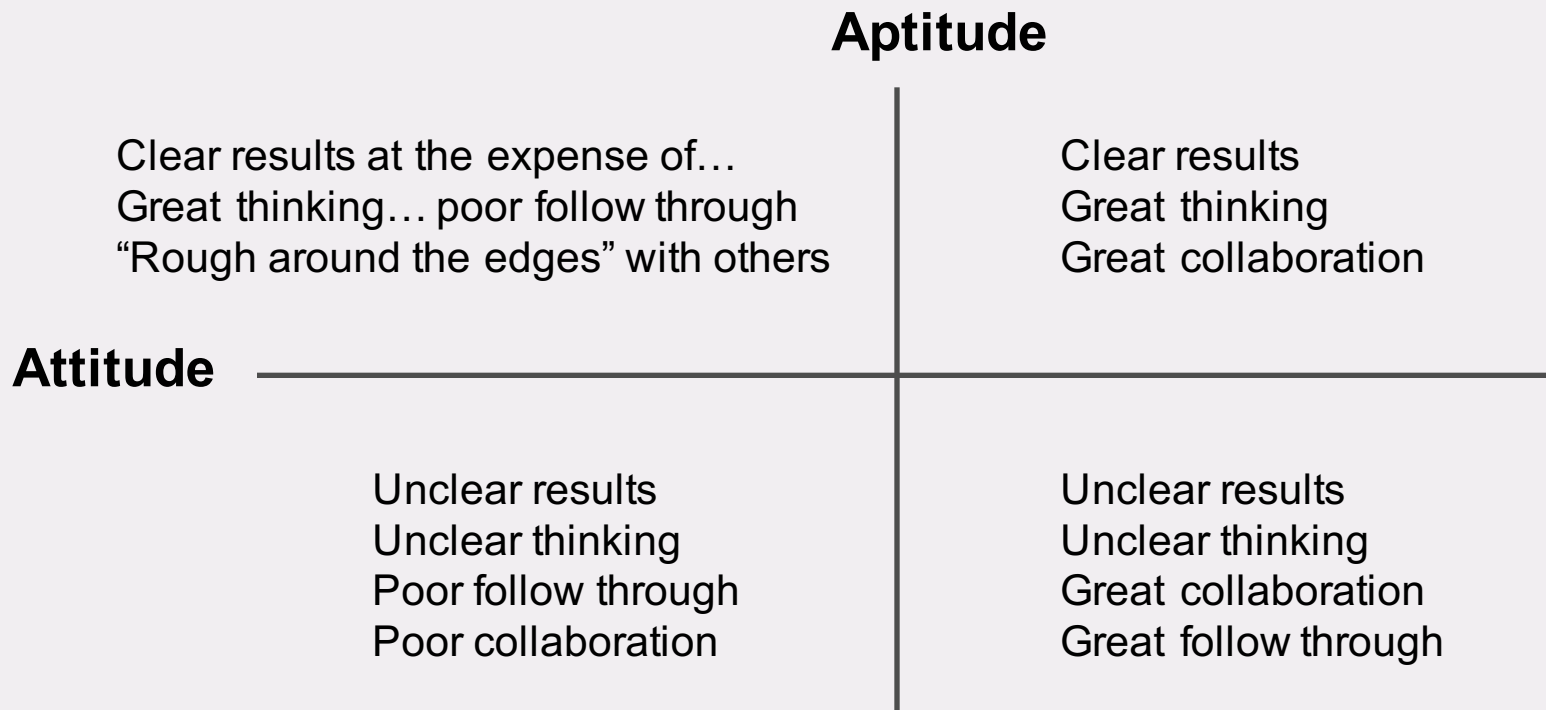 Aptitude
Clear results at the expense of…
Great thinking… poor follow through
“Rough around the edges” with others
Clear results
Great thinking
Great collaboration
Attitude
Unclear results
Unclear thinking
Poor follow through
Poor collaboration
Unclear results
Unclear thinking
Great collaboration
Great follow through